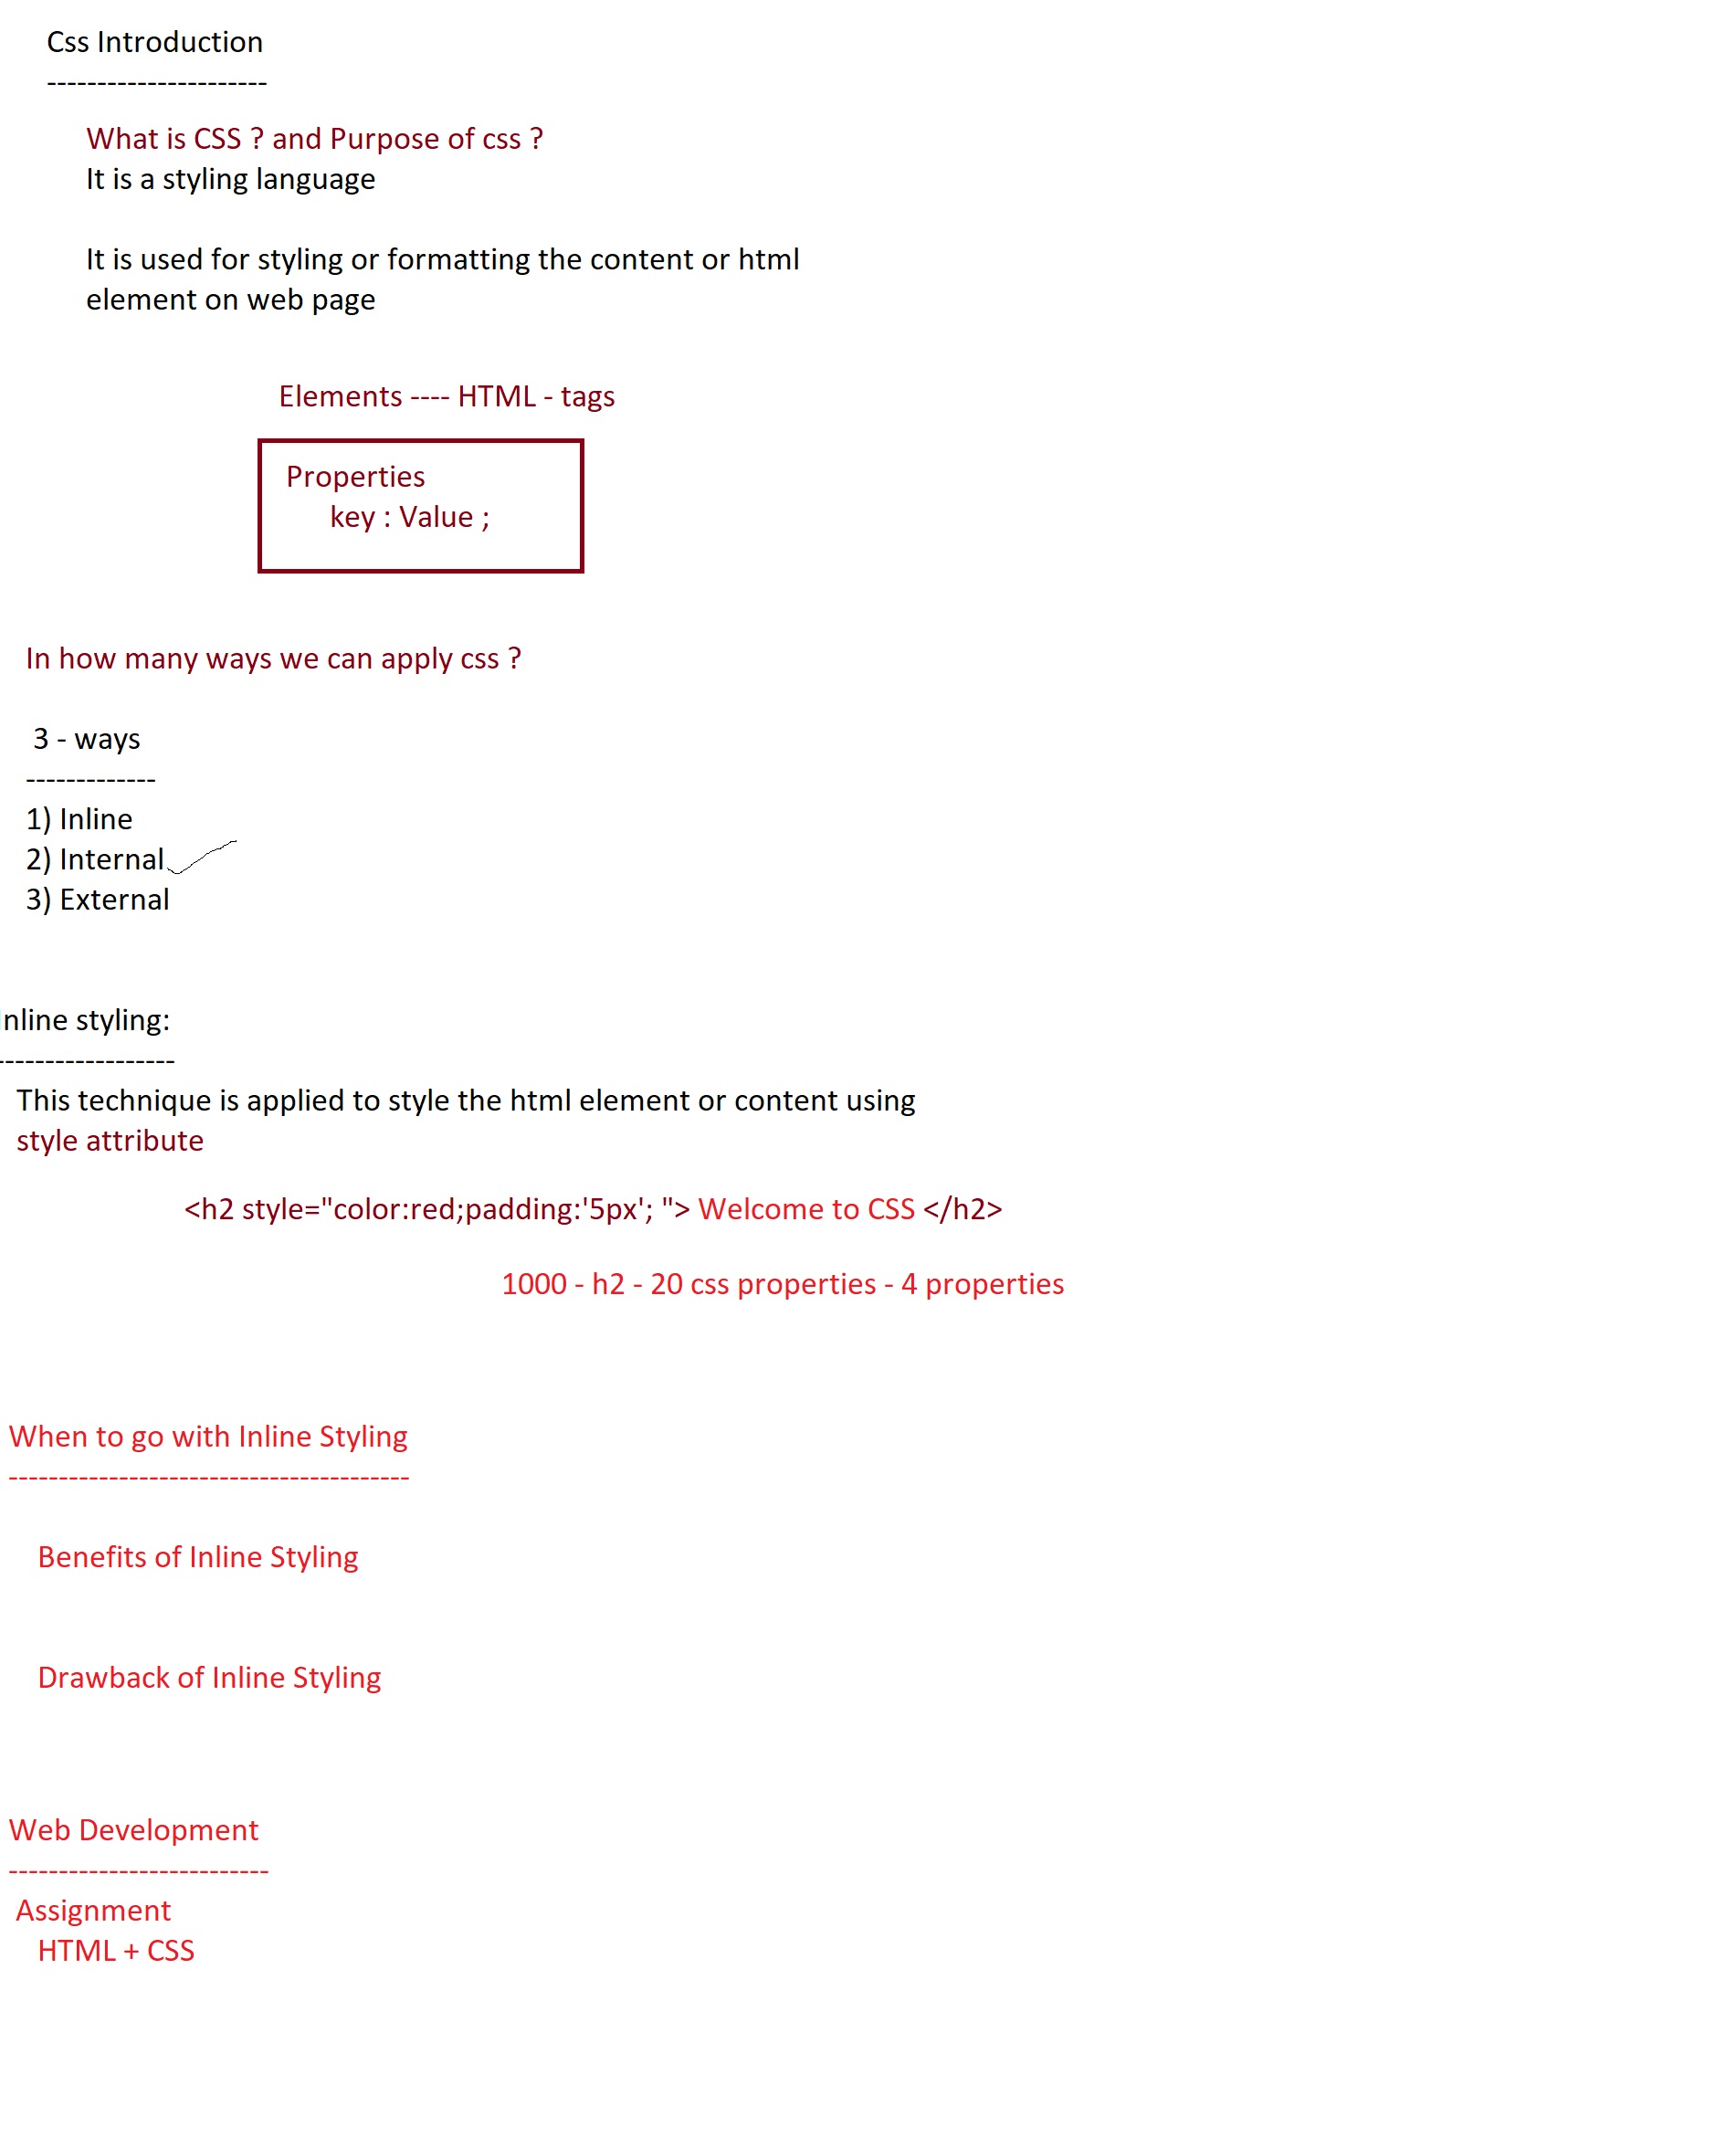 Css Introduction
----------------------
What is CSS ? and Purpose of css ?
It is a styling language
It is used for styling or formatting the content or html
element on web page
Elements ---- HTML - tags
Properties
key : Value ;
In how many ways we can apply css ?
3 - ways
-------------
1) Inline
2) Internal
3) External
nline styling:
------------------
This technique is applied to style the html element or content using
style attribute
<h2 style="color:red;padding:'5px'; "> Welcome to CSS </h2>
1000 - h2 - 20 css properties - 4 properties
When to go with Inline Styling
----------------------------------------
Benefits of Inline Styling
Drawback of Inline Styling
Web Development
--------------------------
Assignment
HTML + CSS